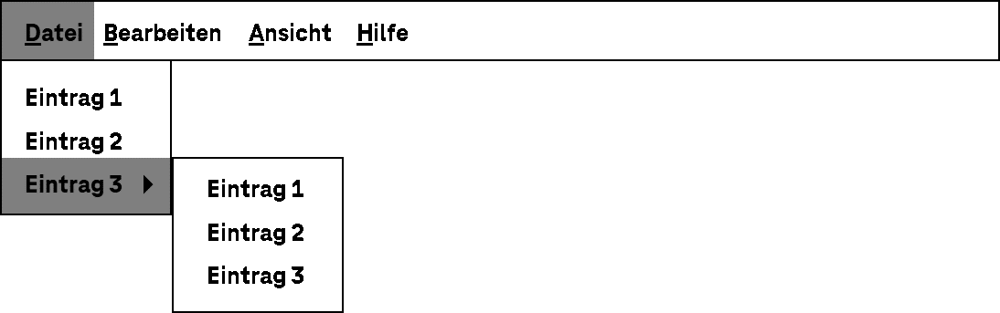 Datei Bearbeiten Ansicht Hilfe
Eintrag 1
Eintrag 2
Eintrag 3
Eintrag 1
Eintrag 2
Eintrag 3